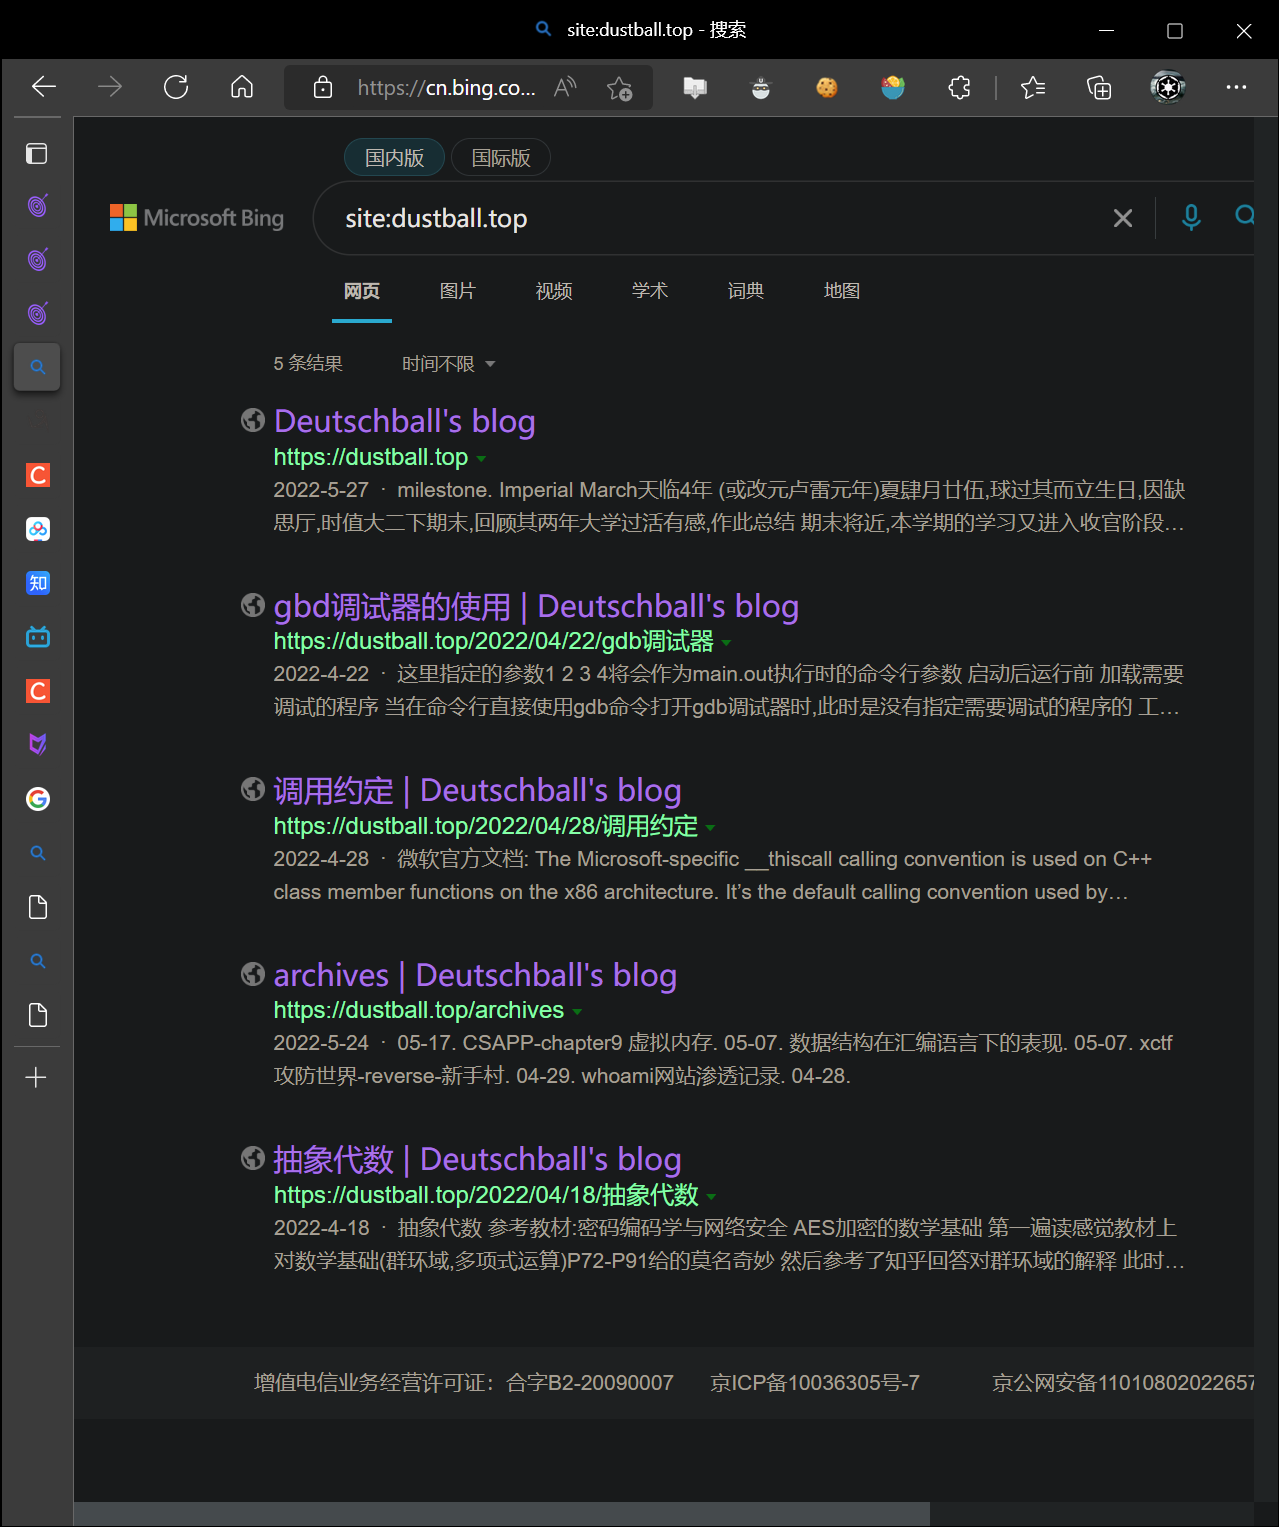 site:dustball.top - 搜索
https://cn.bing.co...
国内版 国际版
Microsoft Bing
site:dustball.top
网页 图片 视频 学术 词典 地图
5 条结果 时间不限
Deutschball's blog
https://dustball.top
2022-5-27 · milestone. Imperial March天临4年 (或改元卢雷元年)夏肆月廿伍,球过其而立生日,因缺
思厅,时值大二下期末,回顾其两年大学过活有感,作此总结 期末将近,本学期的学习又进入收官阶段…
gbd调试器的使用 | Deutschball's blog
https://dustball.top/2022/04/22/gdb调试器
2022-4-22 · 这里指定的参数1 2 3 4将会作为main.out执行时的命令行参数 启动后运行前 加载需要
调试的程序 当在命令行直接使用gdb命令打开gdb调试器时,此时是没有指定需要调试的程序的 工…
调用约定 | Deutschball's blog
https://dustball.top/2022/04/28/调用约定
2022-4-28 · 微软官方文档: The Microsoft-specific __thiscall calling convention is used on C++
class member functions on the x86 architecture. It’s the default calling convention used by…
archives | Deutschball's blog
https://dustball.top/archives
2022-5-24 · 05-17. CSAPP-chapter9 虚拟内存. 05-07. 数据结构在汇编语言下的表现. 05-07. xctf
攻防世界-reverse-新手村. 04-29. whoami网站渗透记录. 04-28.
抽象代数 | Deutschball's blog
https://dustball.top/2022/04/18/抽象代数
2022-4-18 · 抽象代数 参考教材:密码编码学与网络安全 AES加密的数学基础 第一遍读感觉教材上
对数学基础(群环域,多项式运算)P72-P91给的莫名奇妙 然后参考了知乎回答对群环域的解释 此时…
增值电信业务经营许可证：合字B2-20090007 京ICP备10036305号-7 京公网安备11010802022657